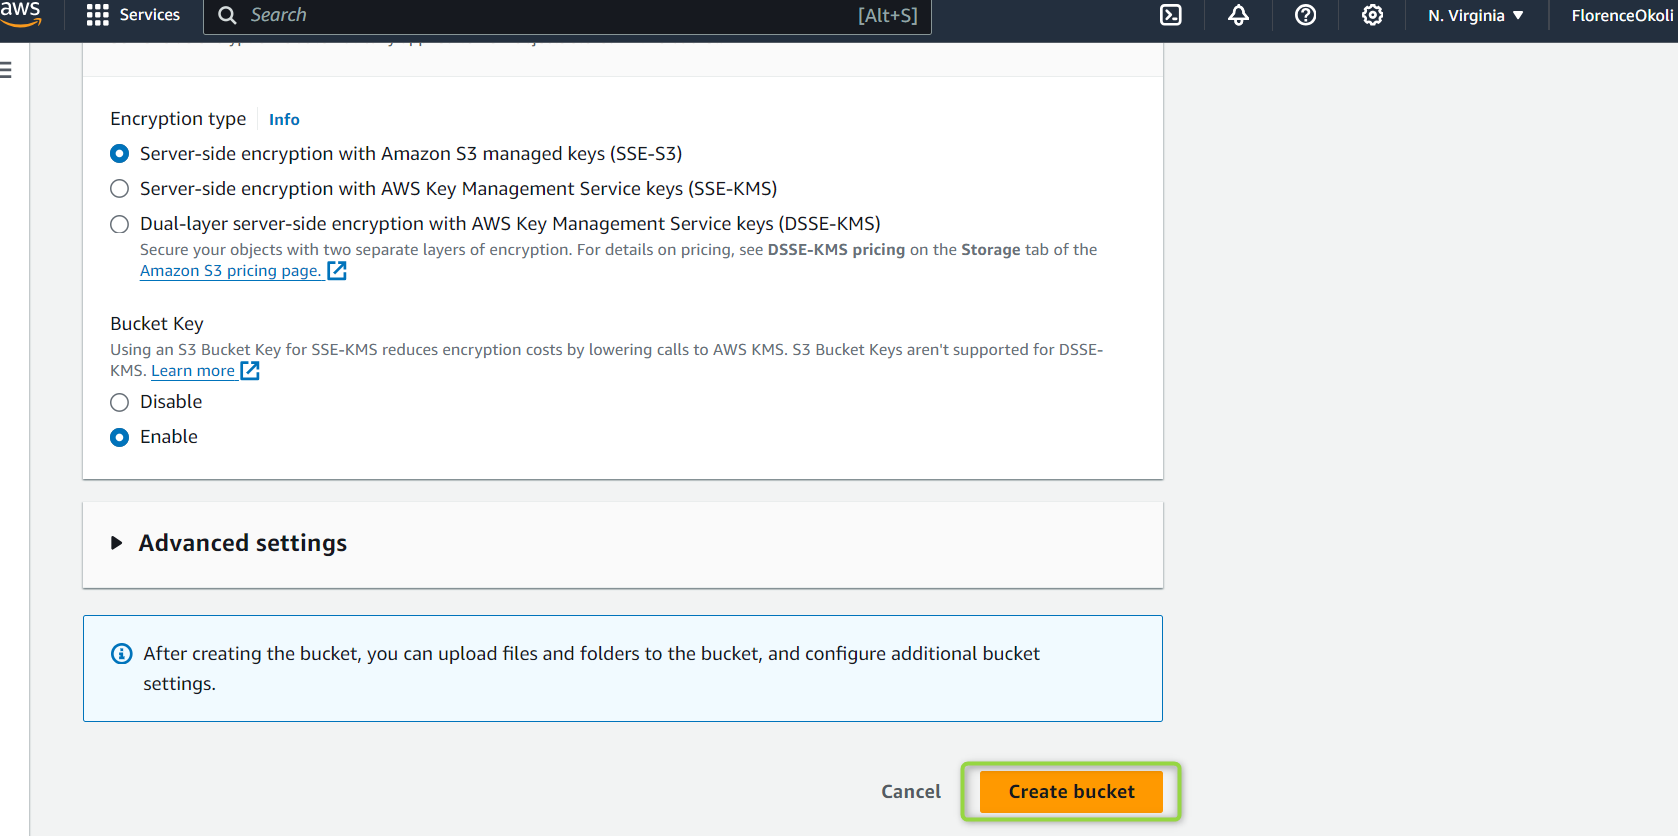 aws
Services
Search
[Alt+S]
N. Virginia
FlorenceOkoli
Encryption type
Info
Server-side encryption with Amazon S3 managed keys (SSE-S3)
Server-side encryption with AWS Key Management Service keys (SSE-KMS)
Dual-layer server-side encryption with AWS Key Management Service keys (DSSE-KMS)
Secure your objects with two separate layers of encryption. For details on pricing, see DSSE-KMS pricing on the Storage tab of the
Amazon S3 pricing page.
Bucket Key
Using an S3 Bucket Key for SSE-KMS reduces encryption costs by lowering calls to AWS KMS. S3 Bucket Keys aren't supported for DSSE-
KMS. Learn more
Disable
Enable
Advanced settings
After creating the bucket, you can upload files and folders to the bucket, and configure additional bucket
settings.
Cancel
Create bucket